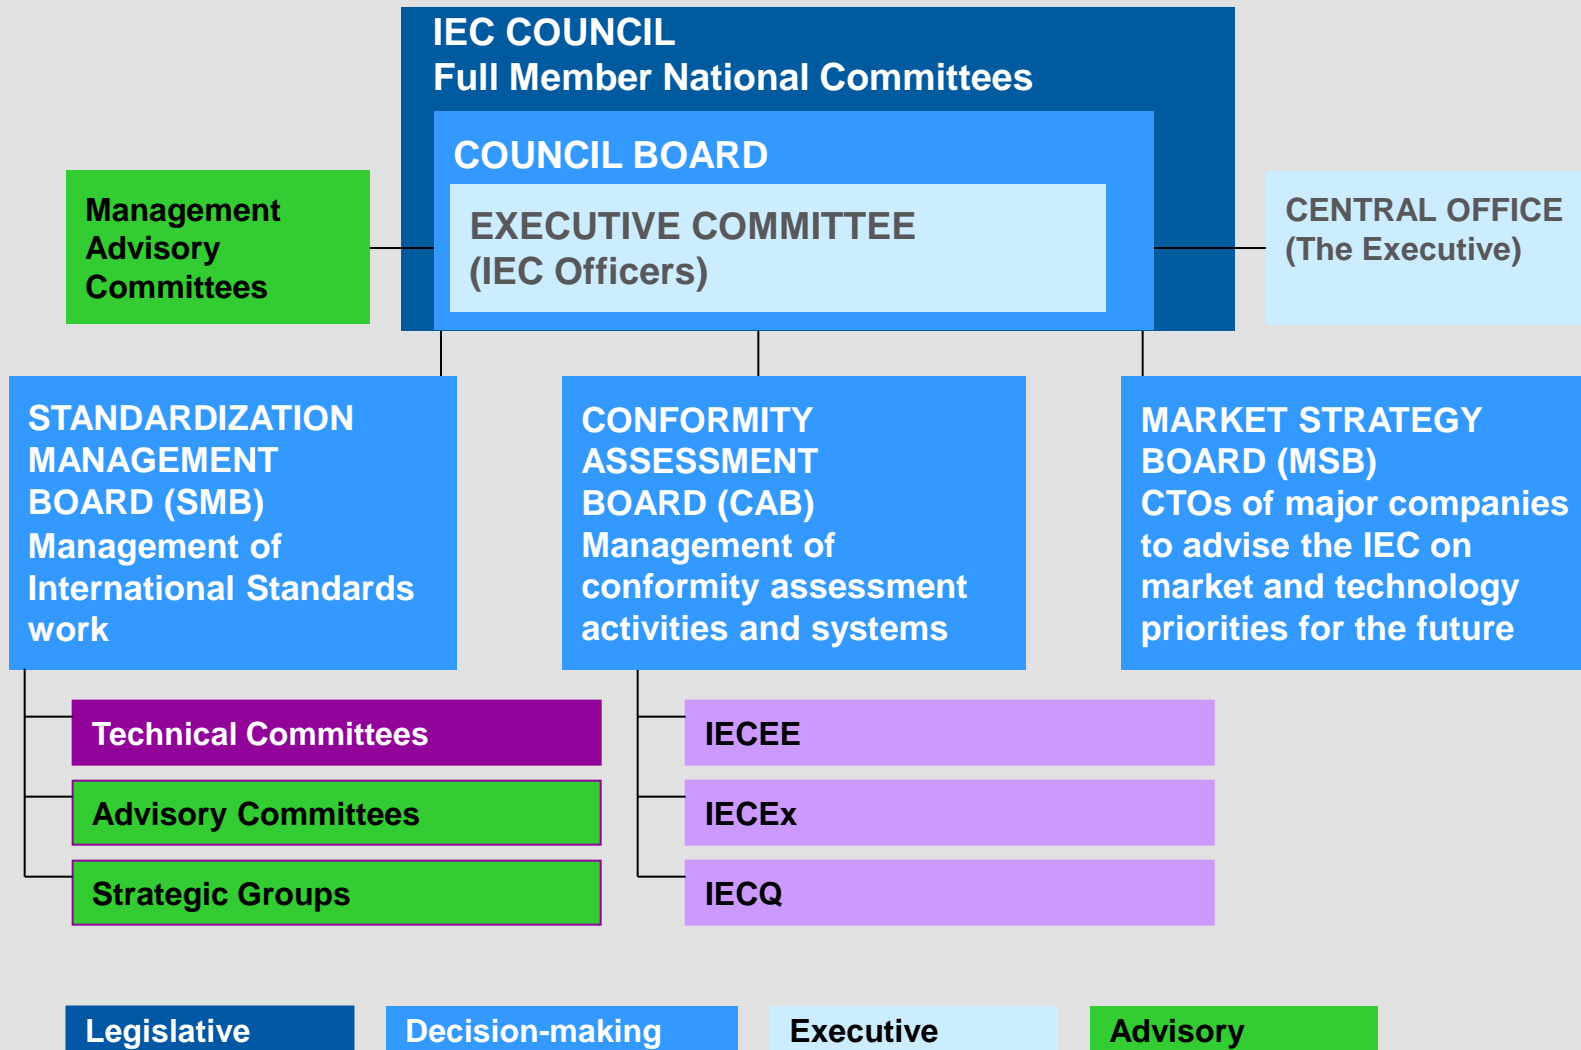 IEC COUNCIL
Full Member National Committees
COUNCIL BOARD
EXECUTIVE COMMITTEE
(IEC Officers)
Management
Advisory
Committees
CENTRAL OFFICE
(The Executive)
STANDARDIZATION
MANAGEMENT
BOARD (SMB)
Management of
International Standards
work
CONFORMITY
ASSESSMENT
BOARD (CAB)
Management of
conformity assessment
activities and systems
MARKET STRATEGY
BOARD (MSB)
CTOs of major companies
to advise the IEC on
market and technology
priorities for the future
Technical Committees
Advisory Committees
Strategic Groups
IECEE
IECEx
IECQ
Legislative
Decision-making
Executive
Advisory